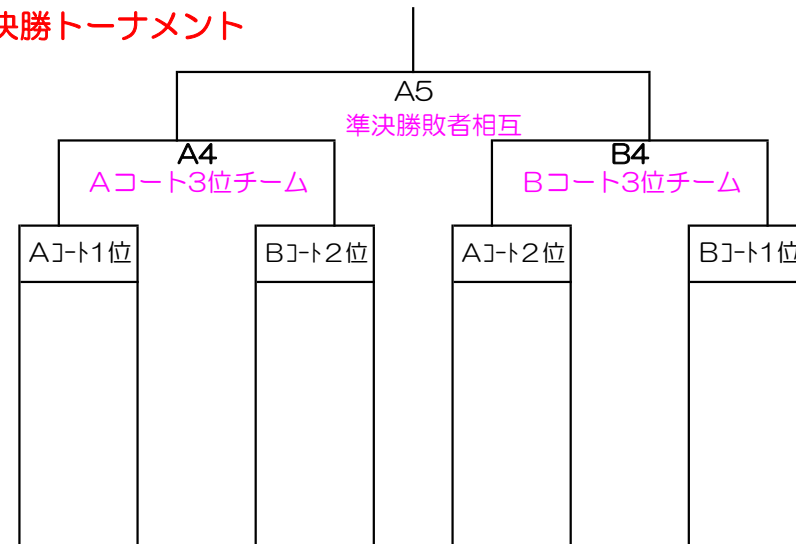 決勝トーナメント
A5
準決勝敗者相互
A4
B4
Aコート3位チーム
Bコート3位チーム
Aｺｰﾄ1位
Bｺｰﾄ2位
Aｺｰﾄ2位
Bｺｰﾄ1位